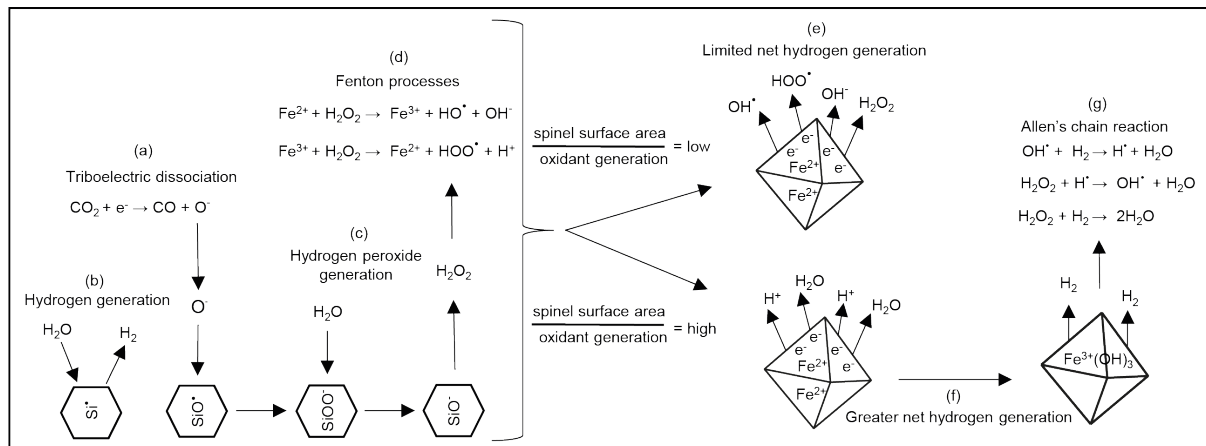 (a)
Triboelectric dissociation
CO₂ + e⁻ → CO + O⁻
O⁻
(b)
Hydrogen generation
H₂O
H₂
Si•
SiO•
(c)
Hydrogen peroxide
generation
H₂O
SiOO⁻
SiO⁻
H₂O₂
(d)
Fenton processes
Fe²⁺ + H₂O₂ → Fe³⁺ + HO• + OH⁻
Fe³⁺ + H₂O₂ → Fe²⁺ + HOO• + H⁺
spinel surface area
oxidant generation
= low
spinel surface area
oxidant generation
= high
(e)
Limited net hydrogen generation
OH•
HOO•
OH⁻
H₂O₂
e⁻
e⁻
e⁻
e⁻
Fe²⁺
Fe²⁺
H⁺
H₂O
H⁺
H₂O
e⁻
e⁻
e⁻
e⁻
Fe²⁺
Fe²⁺
(f)
Greater net hydrogen generation
(g)
Allen's chain reaction
OH• + H₂ → H• + H₂O
H₂O₂ + H• → OH• + H₂O
H₂O₂ + H₂ → 2H₂O
H₂
H₂
Fe³⁺(OH)₃